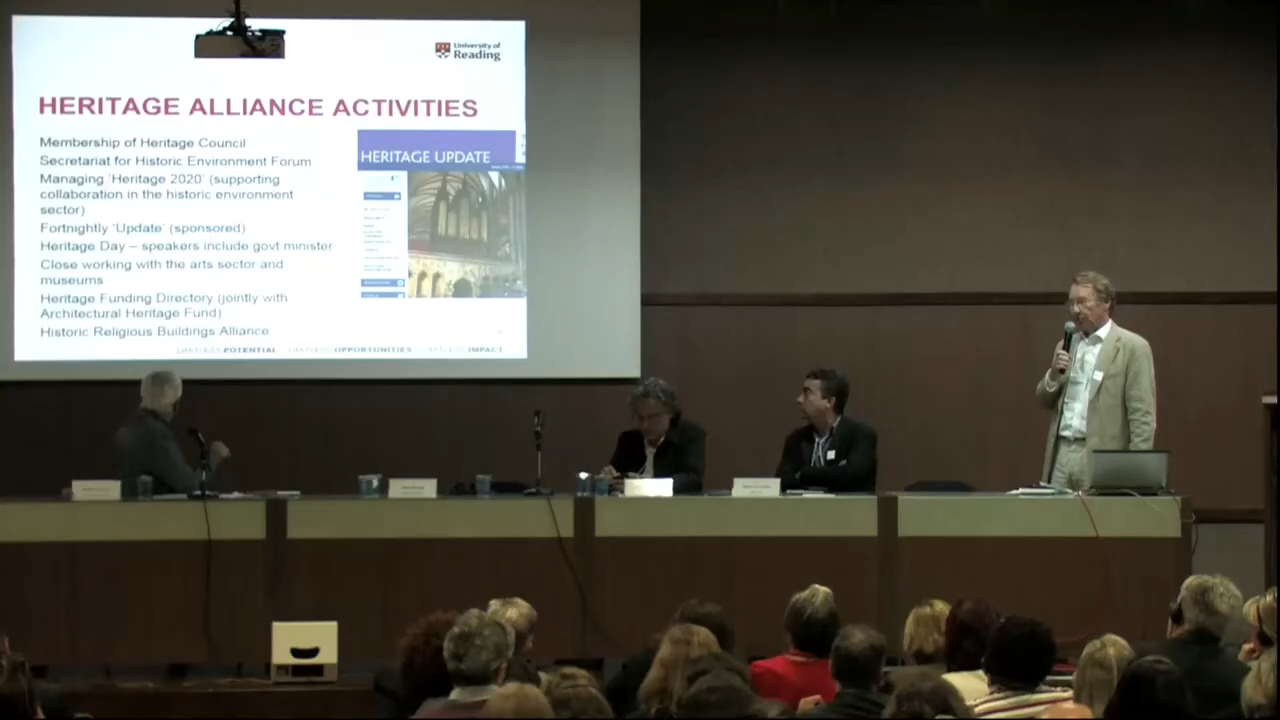 University of
Reading
HERITAGE ALLIANCE ACTIVITIES
Membership of Heritage Council
Secretariat for Historic Environment Forum
Managing 'Heritage 2020' (supporting
collaboration in the historic environment
sector)
Fortnightly 'Update' (sponsored)
Heritage Day – speakers include govt minister
Close working with the arts sector and
museums
Heritage Funding Directory (jointly with
Architectural Heritage Fund)
Historic Religious Buildings Alliance
HERITAGE UPDATE
POTENTIAL OPPORTUNITIES IMPACT